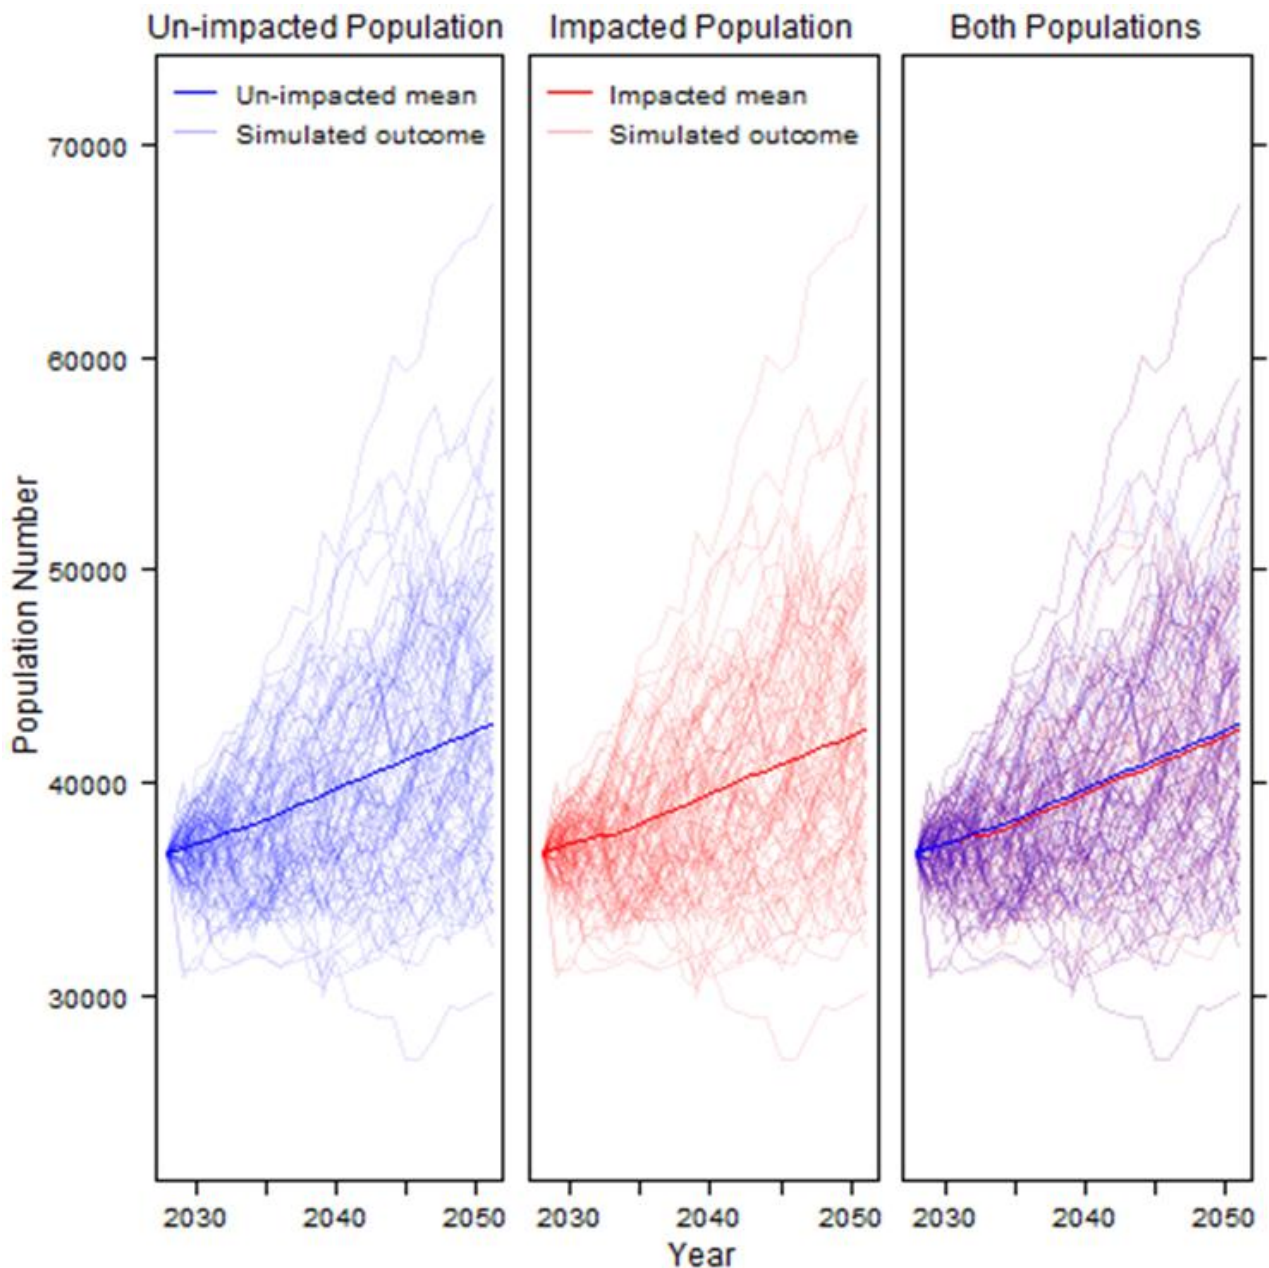 Un-impacted Population
Impacted Population
Both Populations
Un-impacted mean
Simulated outcome
Impacted mean
Simulated outcome
70000
60000
50000
40000
30000
Population Number
2030
2040
2050
2030
2040
2050
2030
2040
2050
Year